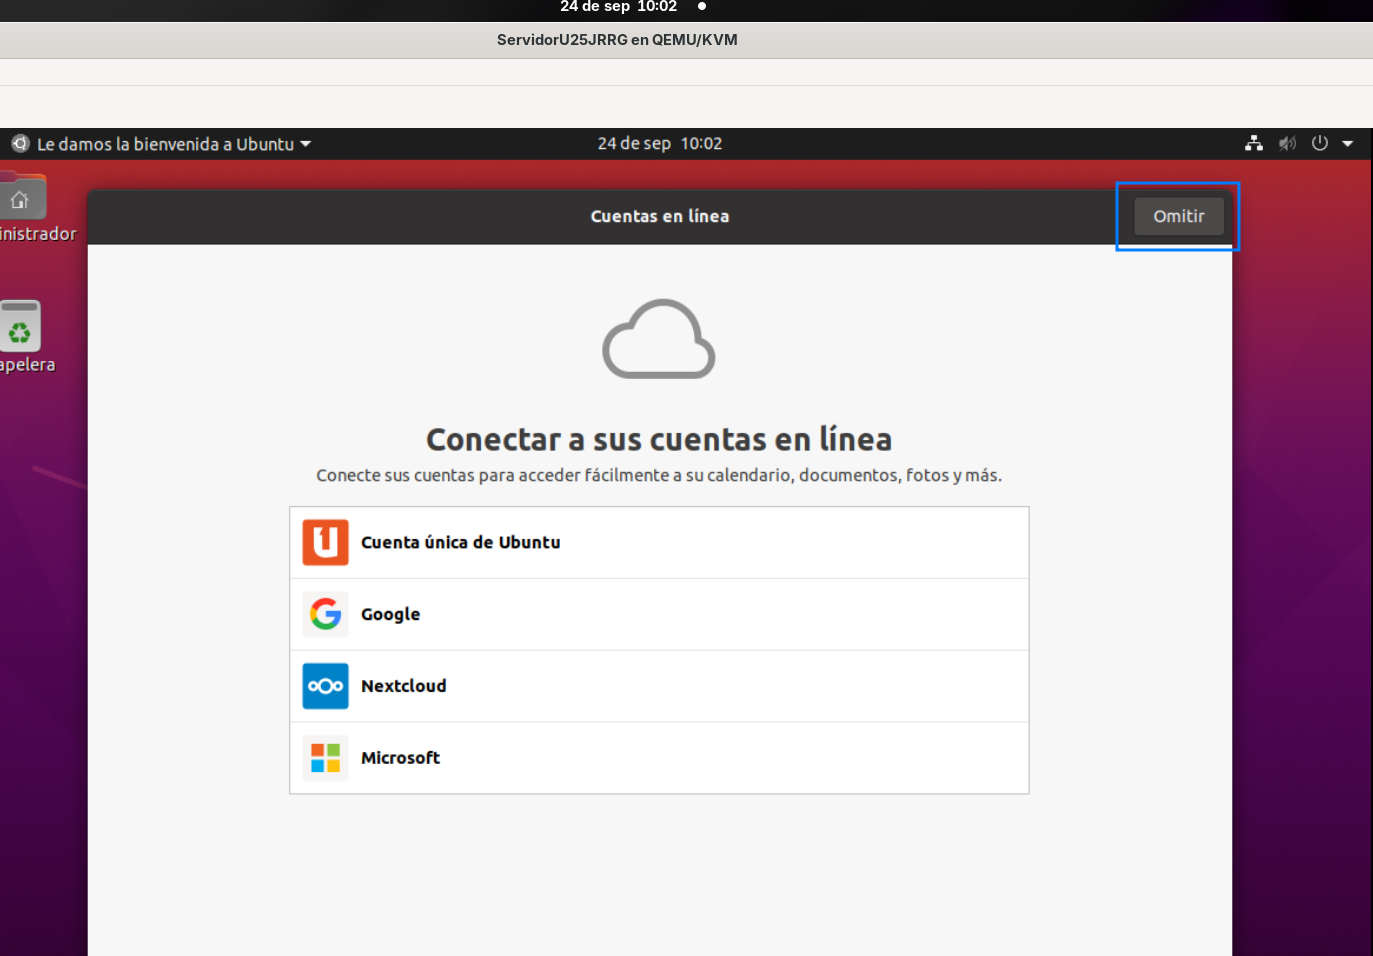 24 de sep 10:02
ServidorU25JRRG en QEMU/KVM
Le damos la bienvenida a Ubuntu
24 de sep 10:02
inistrador
apelera
Cuentas en línea
Omitir
Conectar a sus cuentas en línea
Conecte sus cuentas para acceder fácilmente a su calendario, documentos, fotos y más.
Cuenta única de Ubuntu
Google
Nextcloud
Microsoft